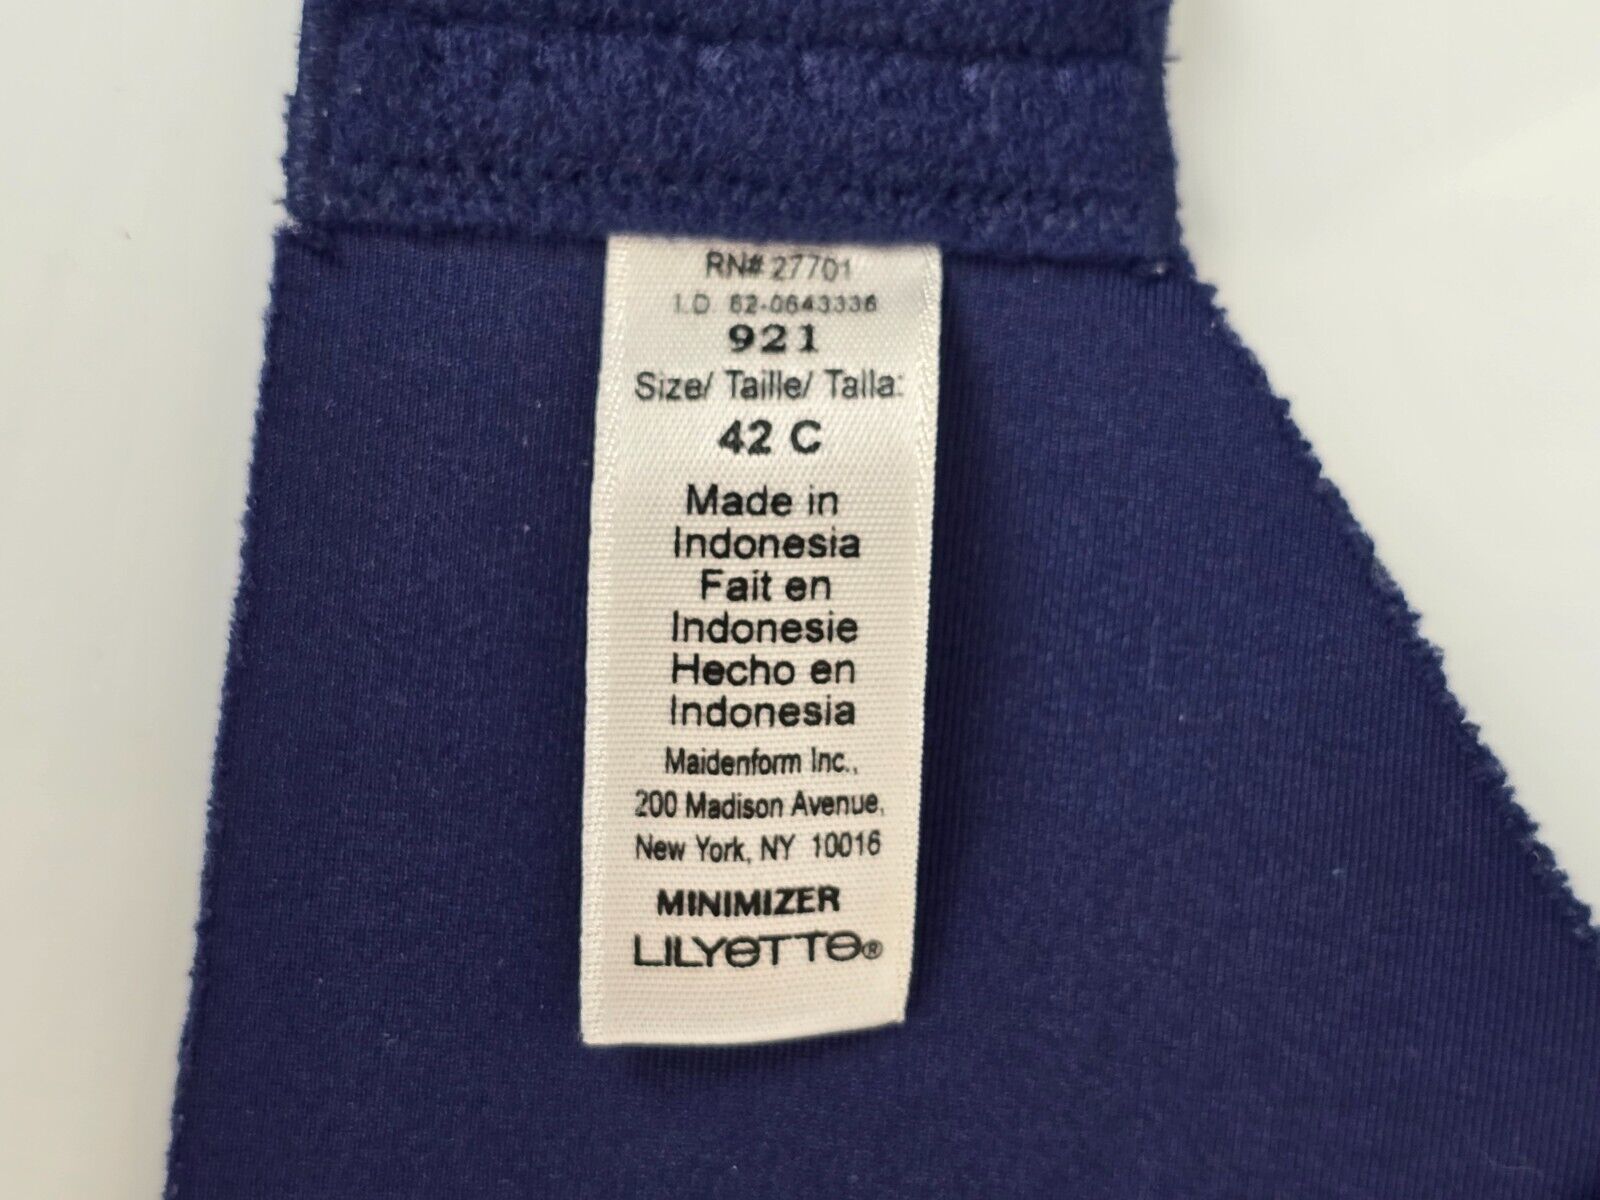 RN# 27701
I.D. 62-0643336
921
Size/ Taille/ Talla:
42 C
Made in
Indonesia
Fait en
Indonesie
Hecho en
Indonesia
Maidenform Inc.,
200 Madison Avenue,
New York, NY 10016
MINIMIZER
LILYETTE®